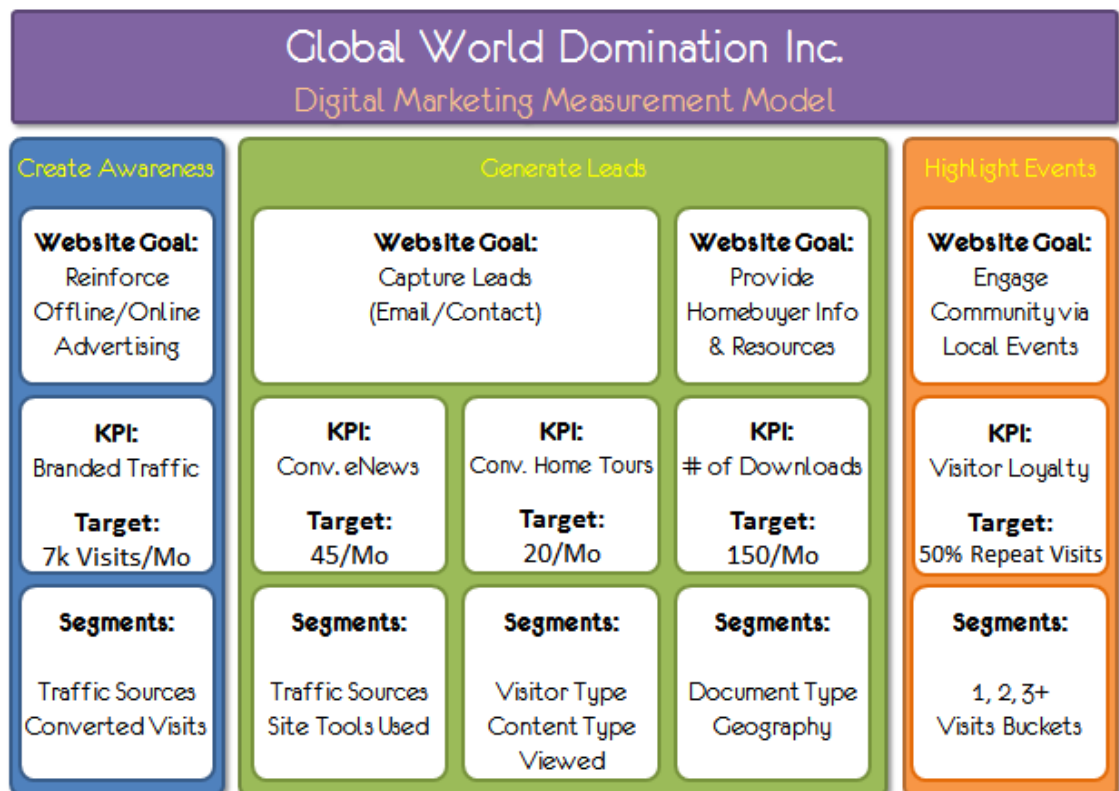 Global World Domination Inc.
Digital Marketing Measurement Model
Create Awareness
Website Goal:
Reinforce
Offline/Online
Advertising
KPI:
Branded Traffic
Target:
7k Visits/Mo
Segments:
Traffic Sources
Converted Visits
Generate Leads
Website Goal:
Capture Leads
(Email/Contact)
KPI:
Conv. eNews
Target:
45/Mo
Segments:
Traffic Sources
Site Tools Used
KPI:
Conv. Home Tours
Target:
20/Mo
Segments:
Visitor Type
Content Type
Viewed
Website Goal:
Provide
Homebuyer Info
& Resources
KPI:
# of Downloads
Target:
150/Mo
Segments:
Document Type
Geography
Highlight Events
Website Goal:
Engage
Community via
Local Events
KPI:
Visitor Loyalty
Target:
50% Repeat Visits
Segments:
1, 2, 3+
Visits Buckets